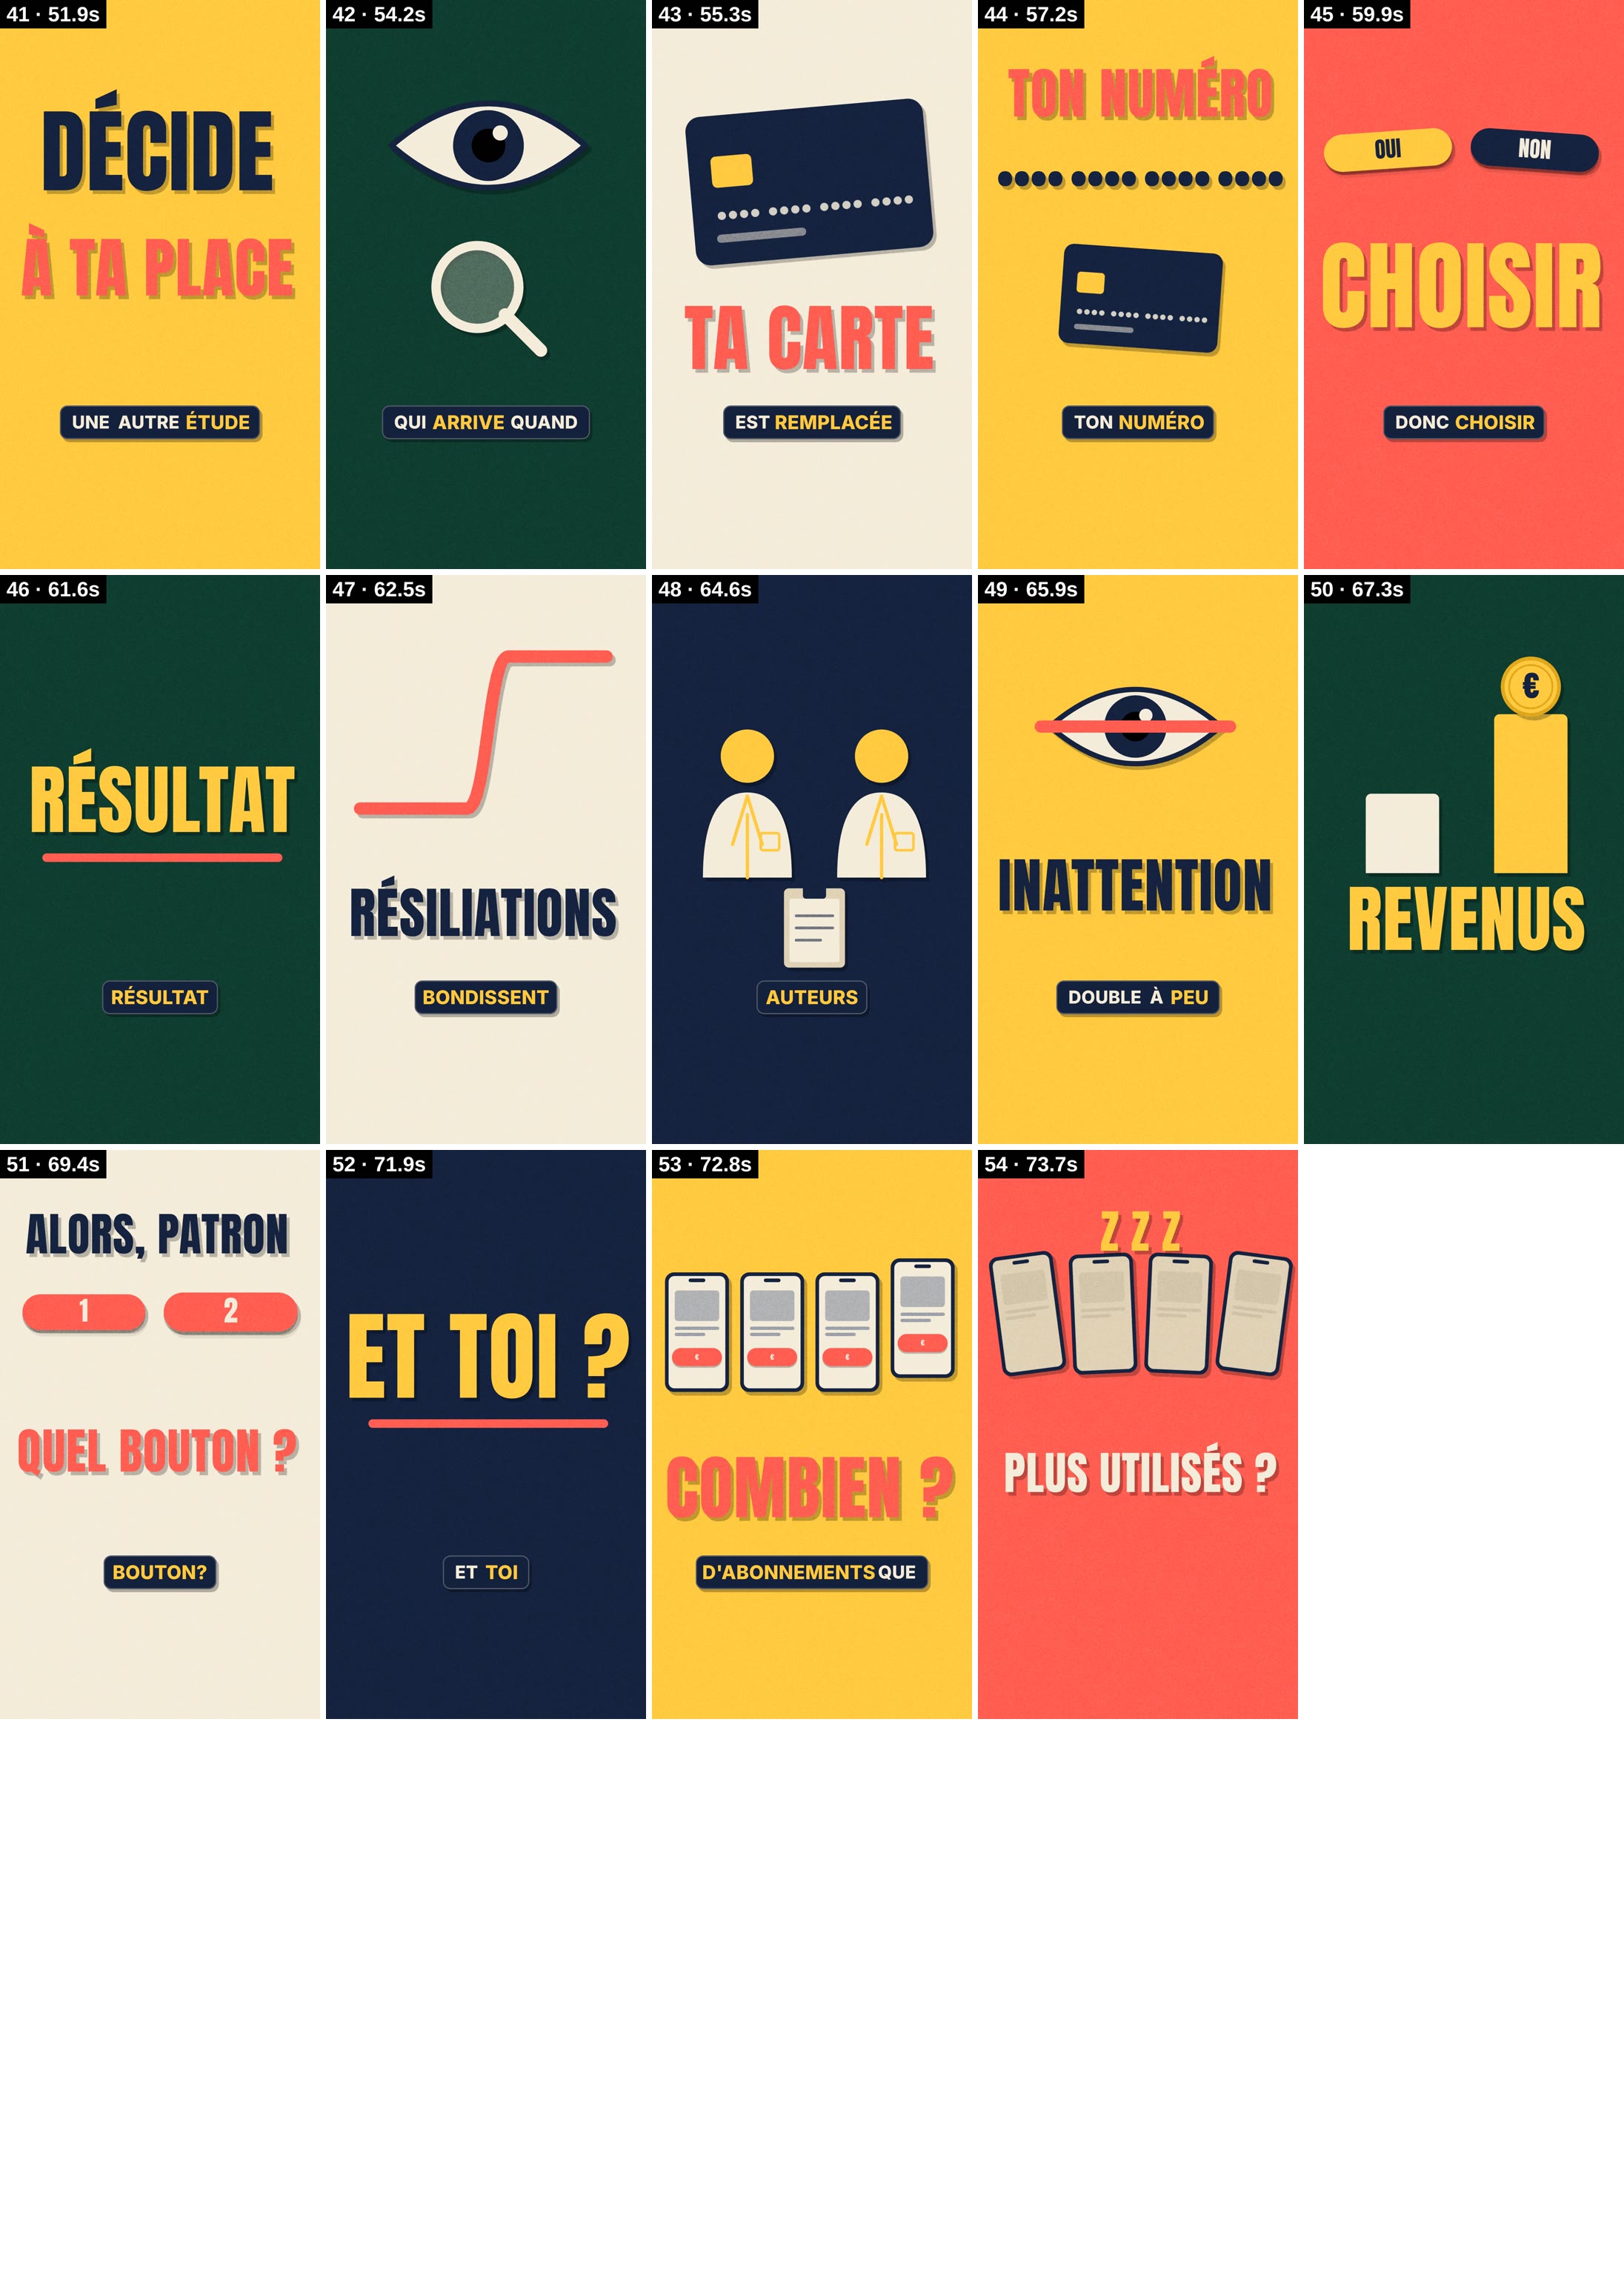 41 · 51.9s
DÉCIDE
À TA PLACE
UNE AUTRE ÉTUDE
42 · 54.2s
QUI ARRIVE QUAND
43 · 55.3s
TA CARTE
EST REMPLACÉE
44 · 57.2s
TON NUMÉRO
TON NUMÉRO
45 · 59.9s
OUI
NON
CHOISIR
DONC CHOISIR
46 · 61.6s
RÉSULTAT
RÉSULTAT
47 · 62.5s
RÉSILIATIONS
BONDISSENT
48 · 64.6s
AUTEURS
49 · 65.9s
INATTENTION
DOUBLE À PEU
50 · 67.3s
€
REVENUS
51 · 69.4s
ALORS, PATRON
1
2
QUEL BOUTON ?
BOUTON?
52 · 71.9s
ET TOI ?
ET TOI
53 · 72.8s
€
€
€
€
COMBIEN ?
D'ABONNEMENTS QUE
54 · 73.7s
Z Z Z
PLUS UTILISÉS ?